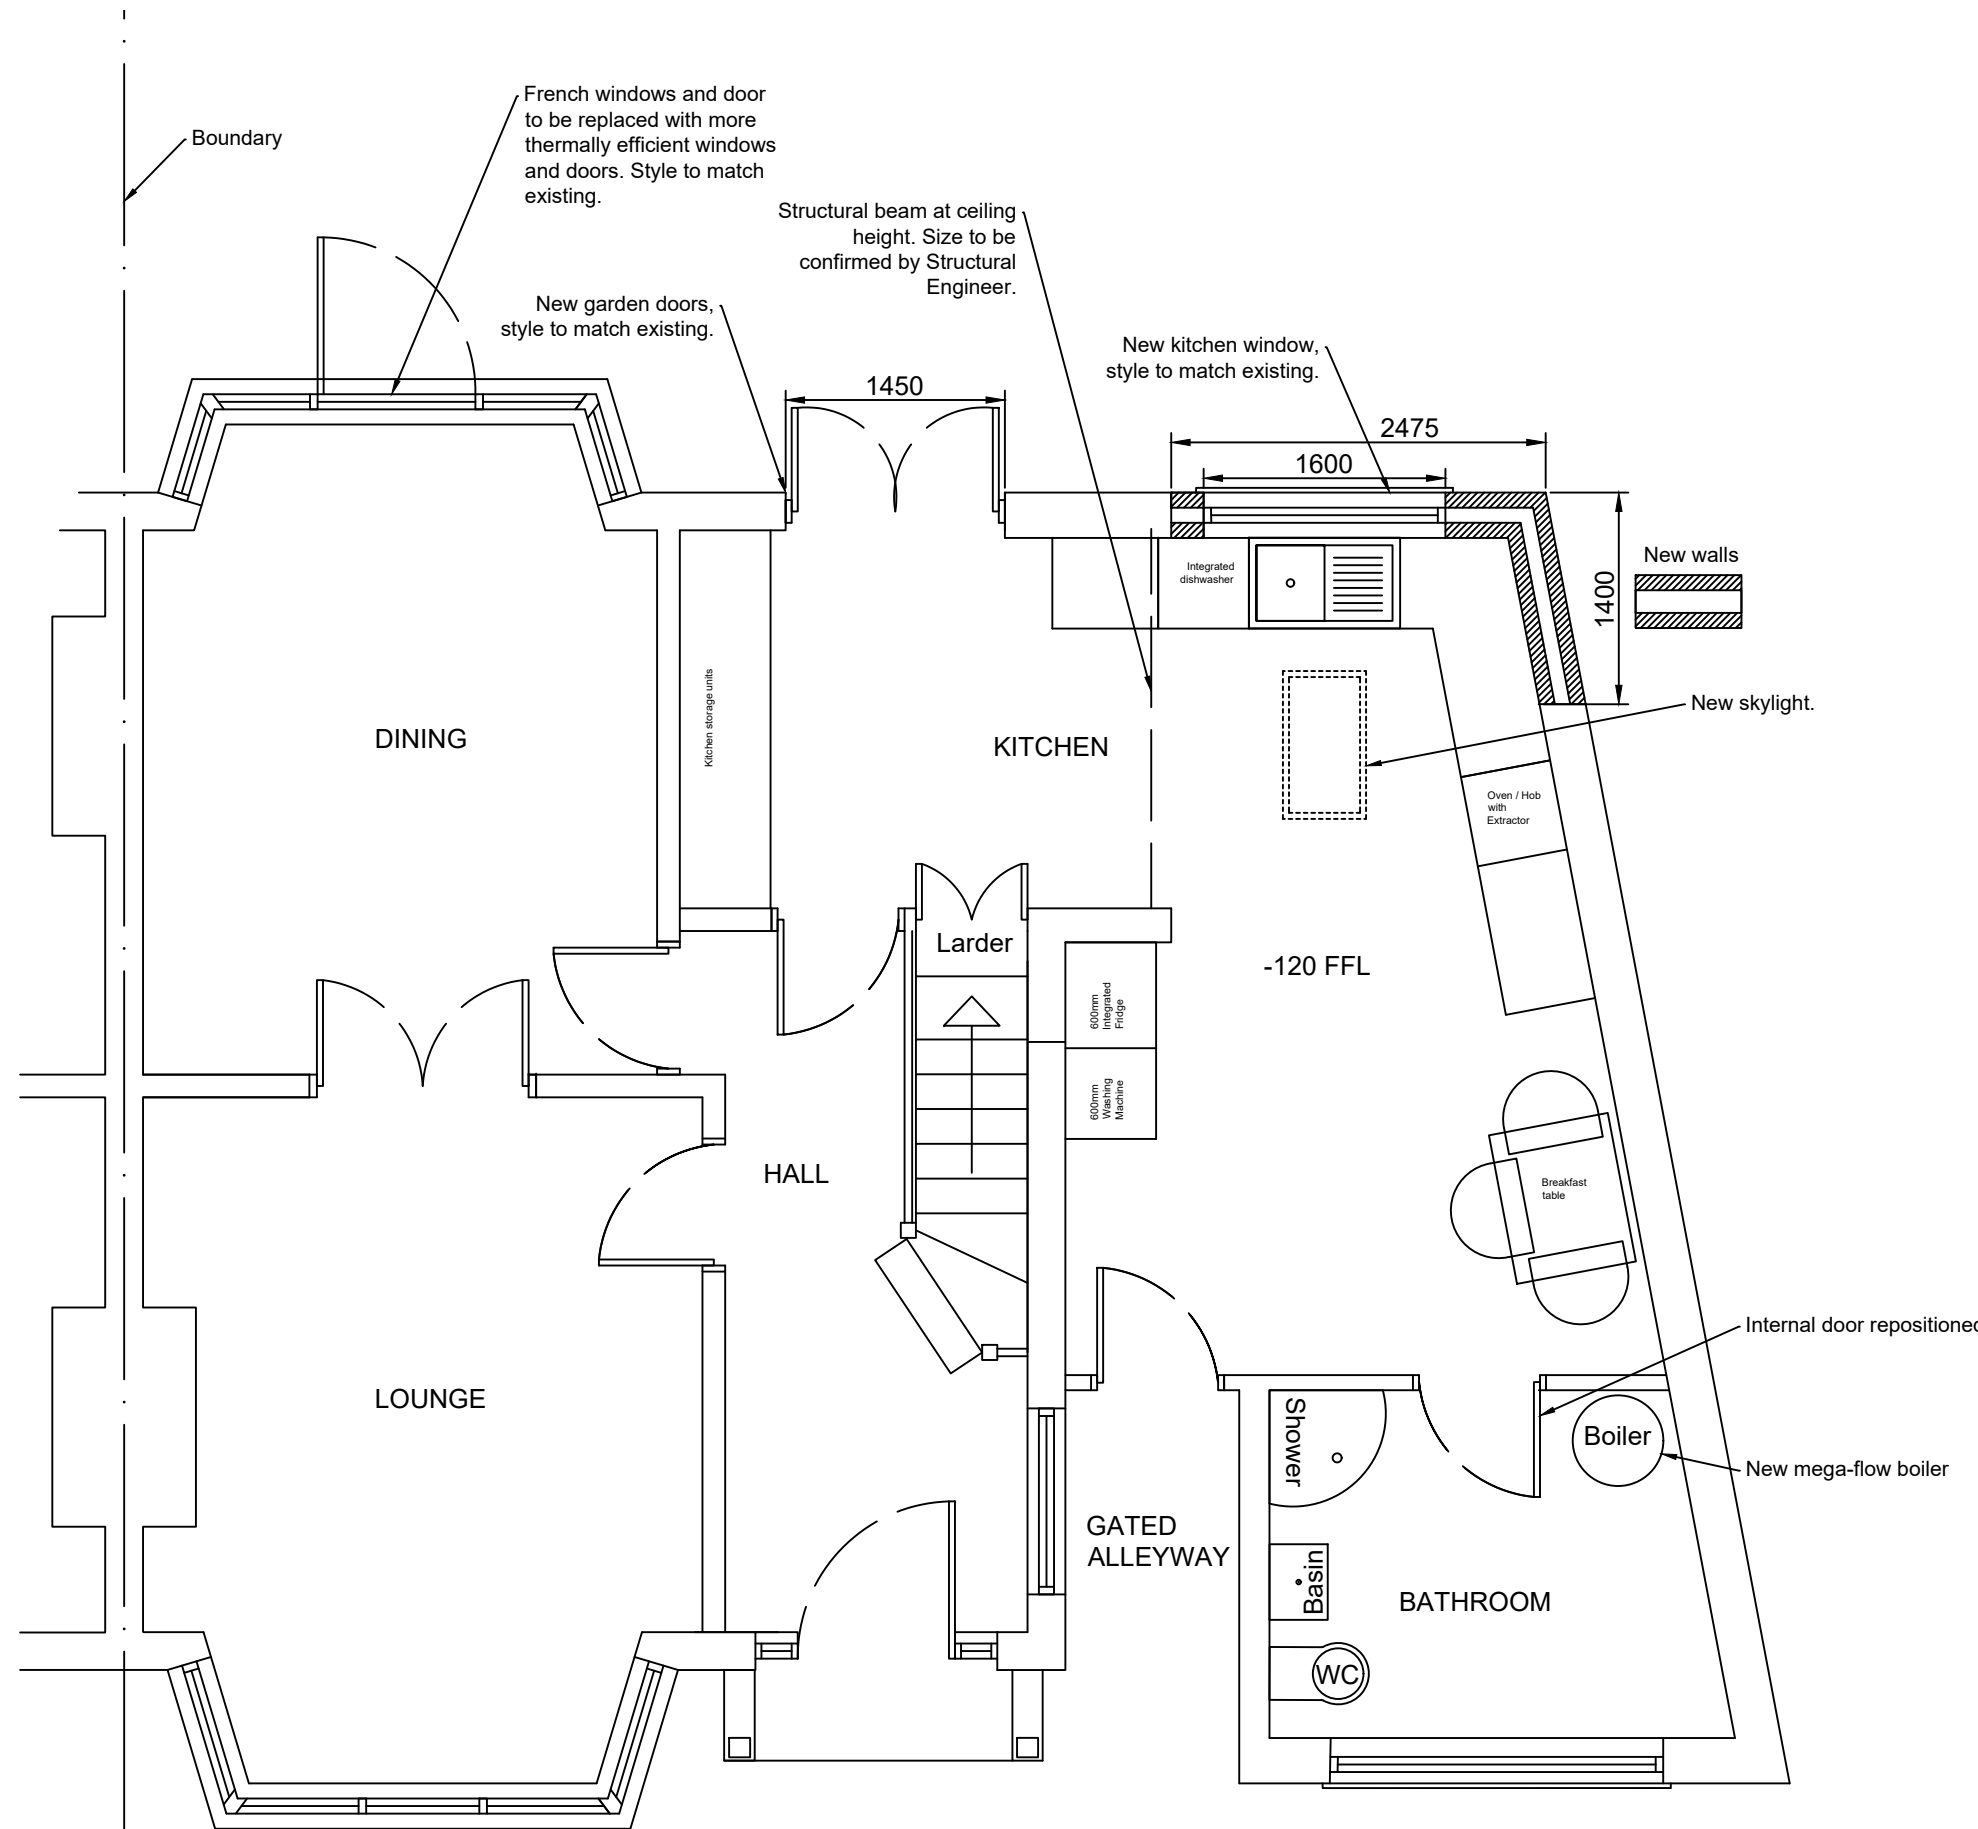 French windows and door
to be replaced with more
thermally efficient windows
and doors. Style to match
existing.
Boundary
Structural beam at ceiling
height. Size to be
confirmed by Structural
Engineer.
New garden doors,
style to match existing.
New kitchen window,
style to match existing.
1450
2475
1600
1400
New walls
Integrated
dishwasher
New skylight.
Kitchen storage units
DINING
KITCHEN
Oven / Hob
with
Extractor
Larder
-120 FFL
600mm
Integrated
Fridge
600mm
Washing
Machine
HALL
Breakfast
table
Internal door repositioned
LOUNGE
Shower
Boiler
New mega-flow boiler
GATED
ALLEYWAY
Basin
BATHROOM
WC